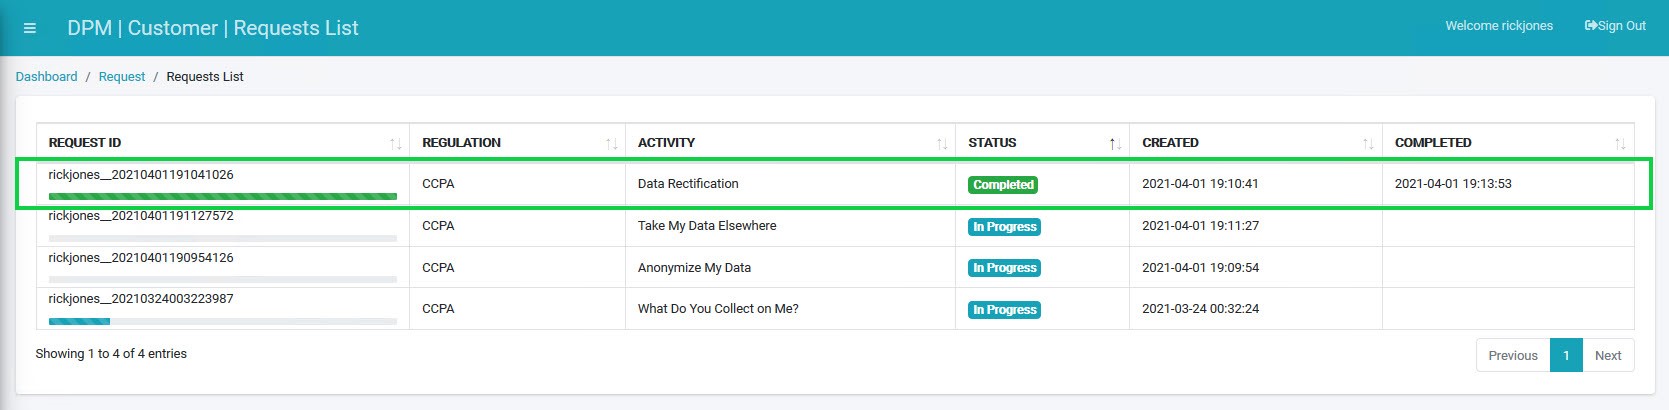 DPM | Customer | Requests List
Welcome rickjones
Sign Out
Dashboard / Request / Requests List
REQUEST ID REGULATION ACTIVITY STATUS CREATED COMPLETED
rickjones__20210401191041026 CCPA Data Rectification Completed 2021-04-01 19:10:41 2021-04-01 19:13:53
rickjones__20210401191127572 CCPA Take My Data Elsewhere In Progress 2021-04-01 19:11:27
rickjones__20210401190954126 CCPA Anonymize My Data In Progress 2021-04-01 19:09:54
rickjones__20210324003223987 CCPA What Do You Collect on Me? In Progress 2021-03-24 00:32:24
Showing 1 to 4 of 4 entries
Previous 1 Next